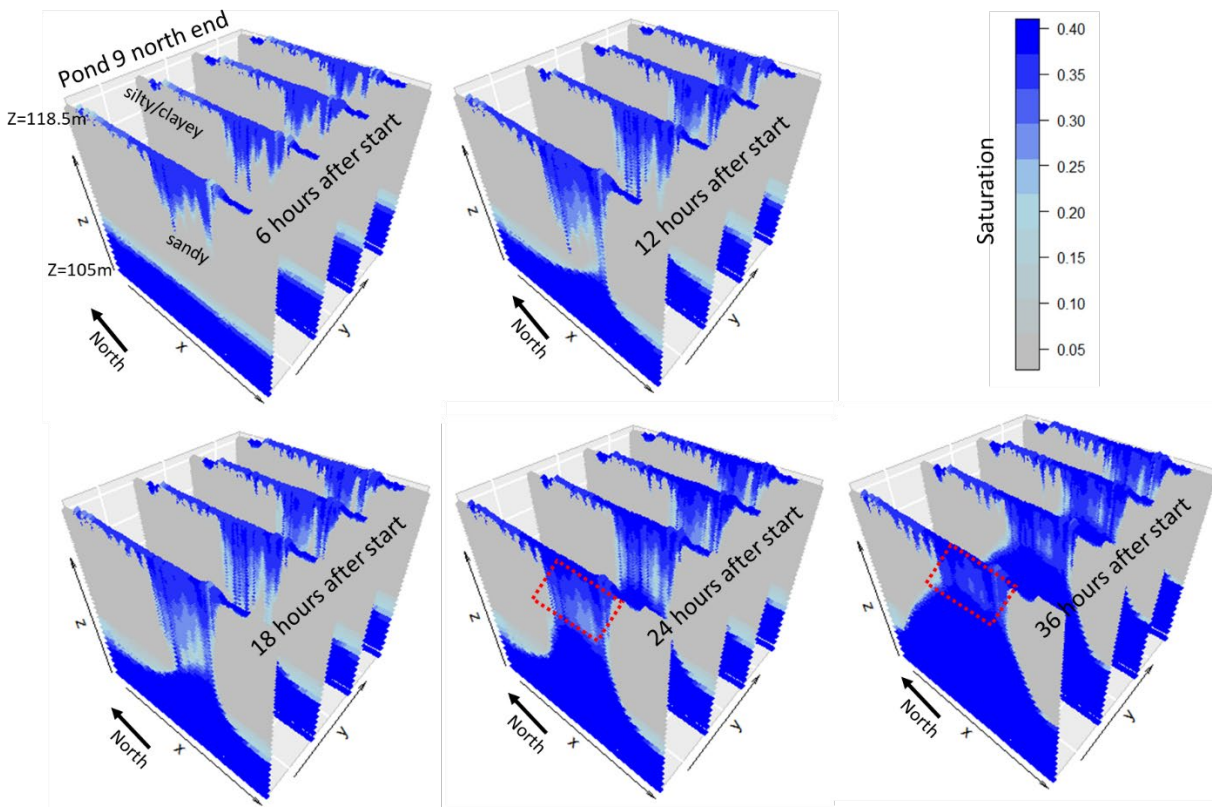 Pond 9 north end
silty/clayey
Z=118.5m
6 hours after start
z
sandy
Z=105m
North
x
y
12 hours after start
z
North
x
y
Saturation
0.40
0.35
0.30
0.25
0.20
0.15
0.10
0.05
18 hours after start
z
North
x
y
24 hours after start
z
North
x
y
36 hours after start
z
North
x
y